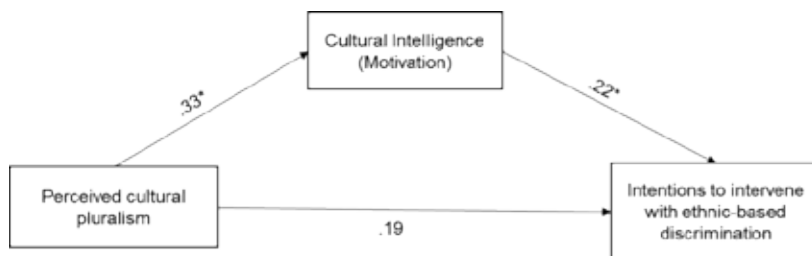 Cultural Intelligence
(Motivation)
.33*
.22*
Perceived cultural
pluralism
.19
Intentions to intervene
with ethnic-based
discrimination